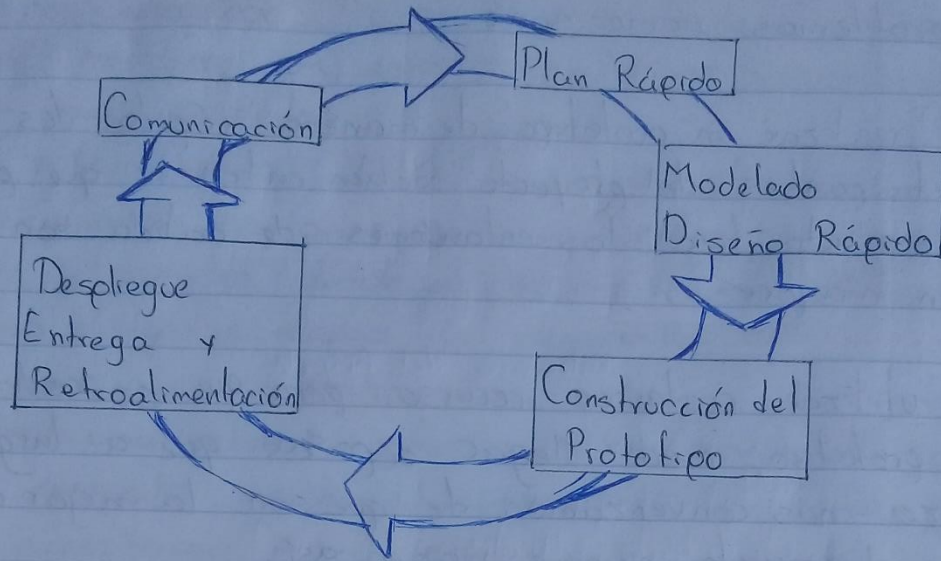 Comunicación
Plan Rápido
Modelado
Diseño Rápido
Construcción del
Prototipo
Despliegue
Entrega y
Retroalimentación